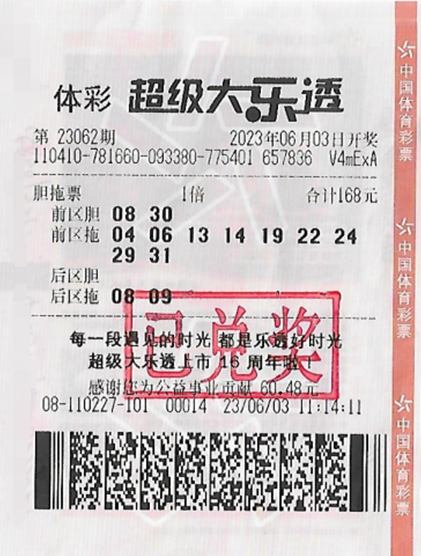 体彩 超级大乐透
第 23062期 2023年06月03日开奖
110410-781660-093380-775401 657836 V4mExA
胆拖票 1倍 合计168元
前区胆 08 30
前区拖 04 06 13 14 19 22 24
29 31
后区胆
后区拖 08 09
已兑奖
每一段遇见的时光 都是乐透好时光
超级大乐透上市 16 周年啦！
感谢您为公益事业贡献 60.48元
08-110227-101 00014 23/06/03 11:14:11
中国体育彩票
中国体育彩票
中国体育彩票